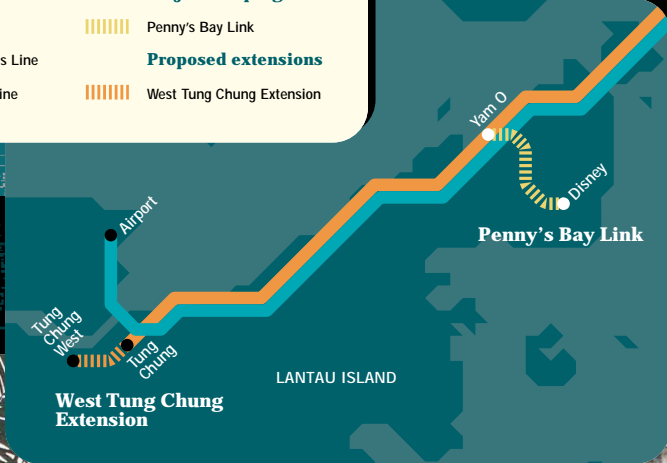 Penny's Bay Link
s Line
Proposed extensions
ine
West Tung Chung Extension
Yam O
Disney
Penny's Bay Link
Airport
Tung
Chung
West
Tung
Chung
LANTAU ISLAND
West Tung Chung
Extension